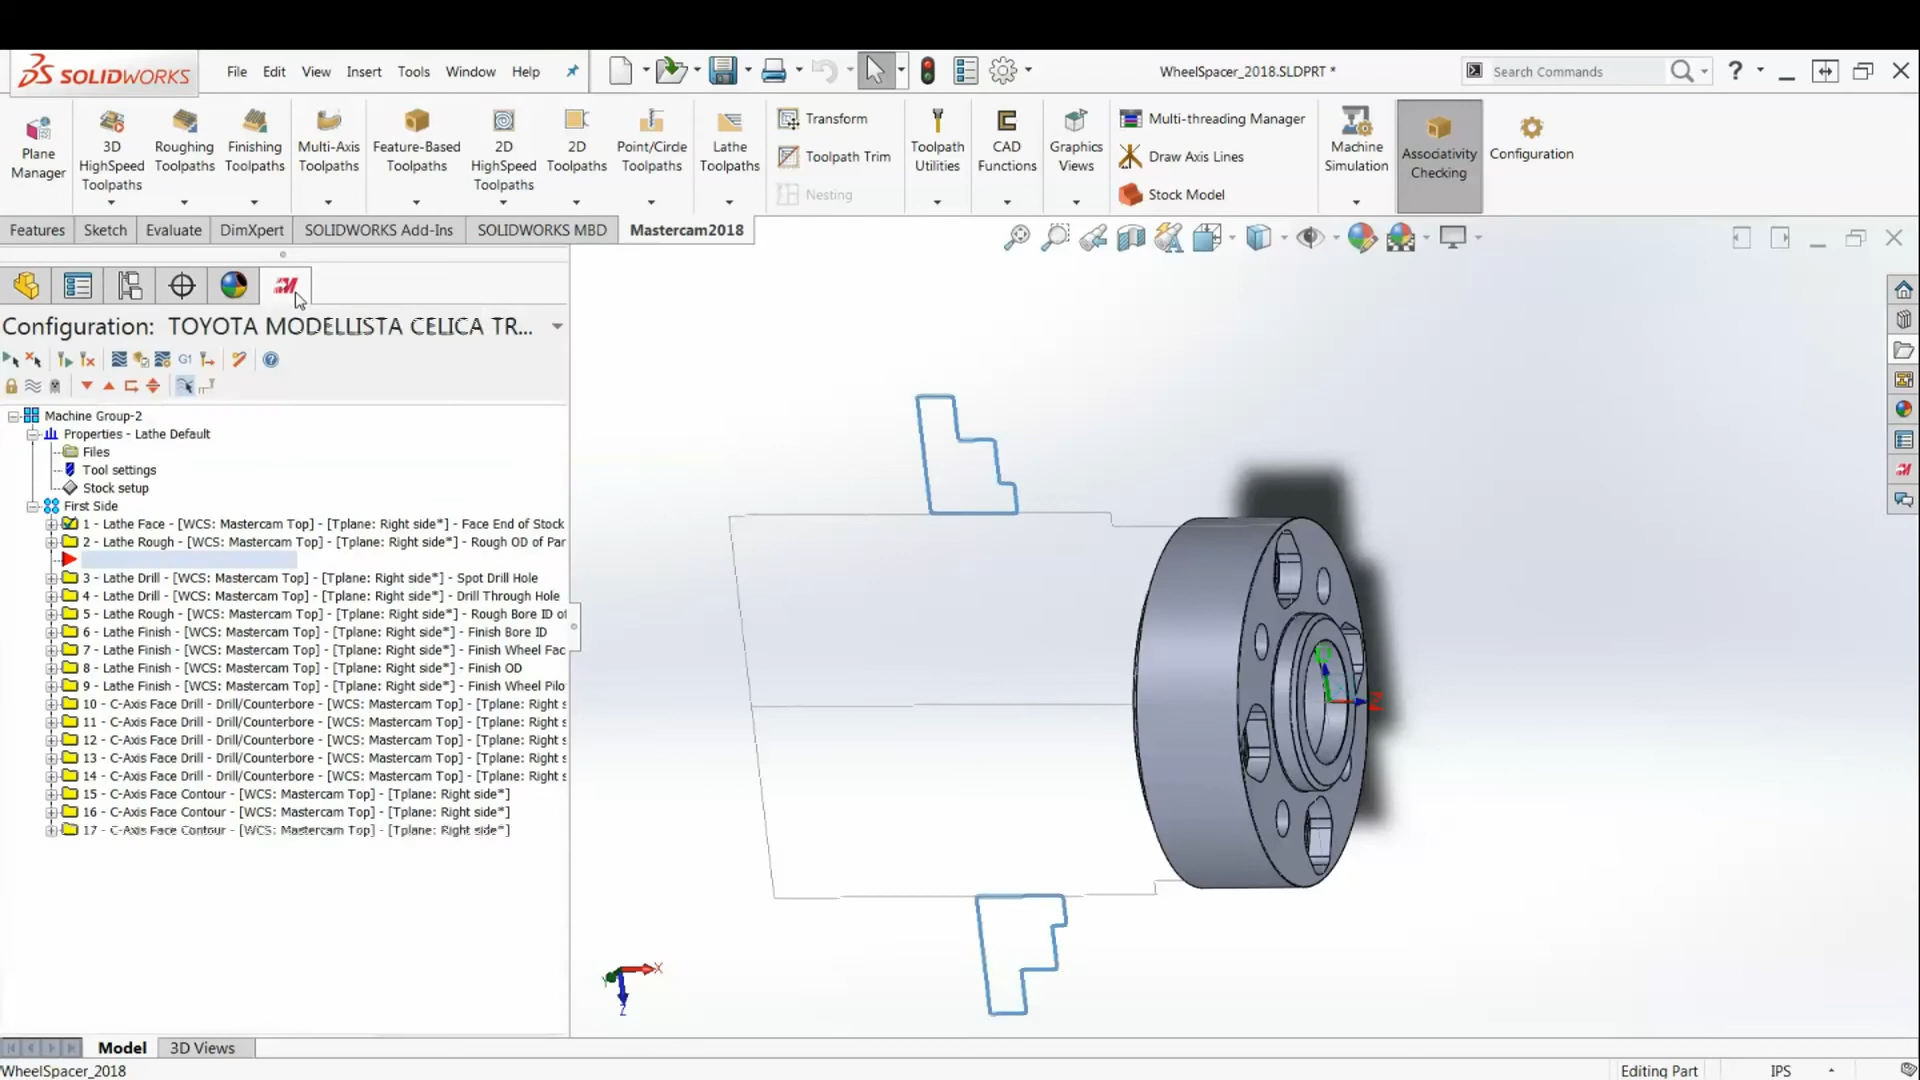 SOLIDWORKS
File Edit View Insert Tools Window Help
WheelSpacer_2018.SLDPRT *
Search Commands
?
Plane Manager
3D HighSpeed Toolpaths
Roughing Toolpaths
Finishing Toolpaths
Multi-Axis Toolpaths
Feature-Based Toolpaths
2D HighSpeed Toolpaths
2D Toolpaths
Point/Circle Toolpaths
Lathe Toolpaths
Transform
Toolpath Trim
Nesting
Toolpath Utilities
CAD Functions
Graphics Views
Multi-threading Manager
Draw Axis Lines
Stock Model
Machine Simulation
Associativity Checking
Configuration
Features Sketch Evaluate DimXpert SOLIDWORKS Add-Ins SOLIDWORKS MBD Mastercam2018
Configuration: TOYOTA MODELLISTA CELICA TR...
G1
Machine Group-2
Properties - Lathe Default
Files
Tool settings
Stock setup
First Side
1 - Lathe Face - [WCS: Mastercam Top] - [Tplane: Right side*] - Face End of Stock
2 - Lathe Rough - [WCS: Mastercam Top] - [Tplane: Right side*] - Rough OD of Par
3 - Lathe Drill - [WCS: Mastercam Top] - [Tplane: Right side*] - Spot Drill Hole
4 - Lathe Drill - [WCS: Mastercam Top] - [Tplane: Right side*] - Drill Through Hole
5 - Lathe Rough - [WCS: Mastercam Top] - [Tplane: Right side*] - Rough Bore ID of
6 - Lathe Finish - [WCS: Mastercam Top] - [Tplane: Right side*] - Finish Bore ID
7 - Lathe Finish - [WCS: Mastercam Top] - [Tplane: Right side*] - Finish Wheel Fac
8 - Lathe Finish - [WCS: Mastercam Top] - [Tplane: Right side*] - Finish OD
9 - Lathe Finish - [WCS: Mastercam Top] - [Tplane: Right side*] - Finish Wheel Pilo
10 - C-Axis Face Drill - Drill/Counterbore - [WCS: Mastercam Top] - [Tplane: Right s
11 - C-Axis Face Drill - Drill/Counterbore - [WCS: Mastercam Top] - [Tplane: Right s
12 - C-Axis Face Drill - Drill/Counterbore - [WCS: Mastercam Top] - [Tplane: Right s
13 - C-Axis Face Drill - Drill/Counterbore - [WCS: Mastercam Top] - [Tplane: Right s
14 - C-Axis Face Drill - Drill/Counterbore - [WCS: Mastercam Top] - [Tplane: Right s
15 - C-Axis Face Contour - [WCS: Mastercam Top] - [Tplane: Right side*]
16 - C-Axis Face Contour - [WCS: Mastercam Top] - [Tplane: Right side*]
17 - C-Axis Face Contour - [WCS: Mastercam Top] - [Tplane: Right side*]
X
Y
Z
Model 3D Views
WheelSpacer_2018
Editing Part
IPS